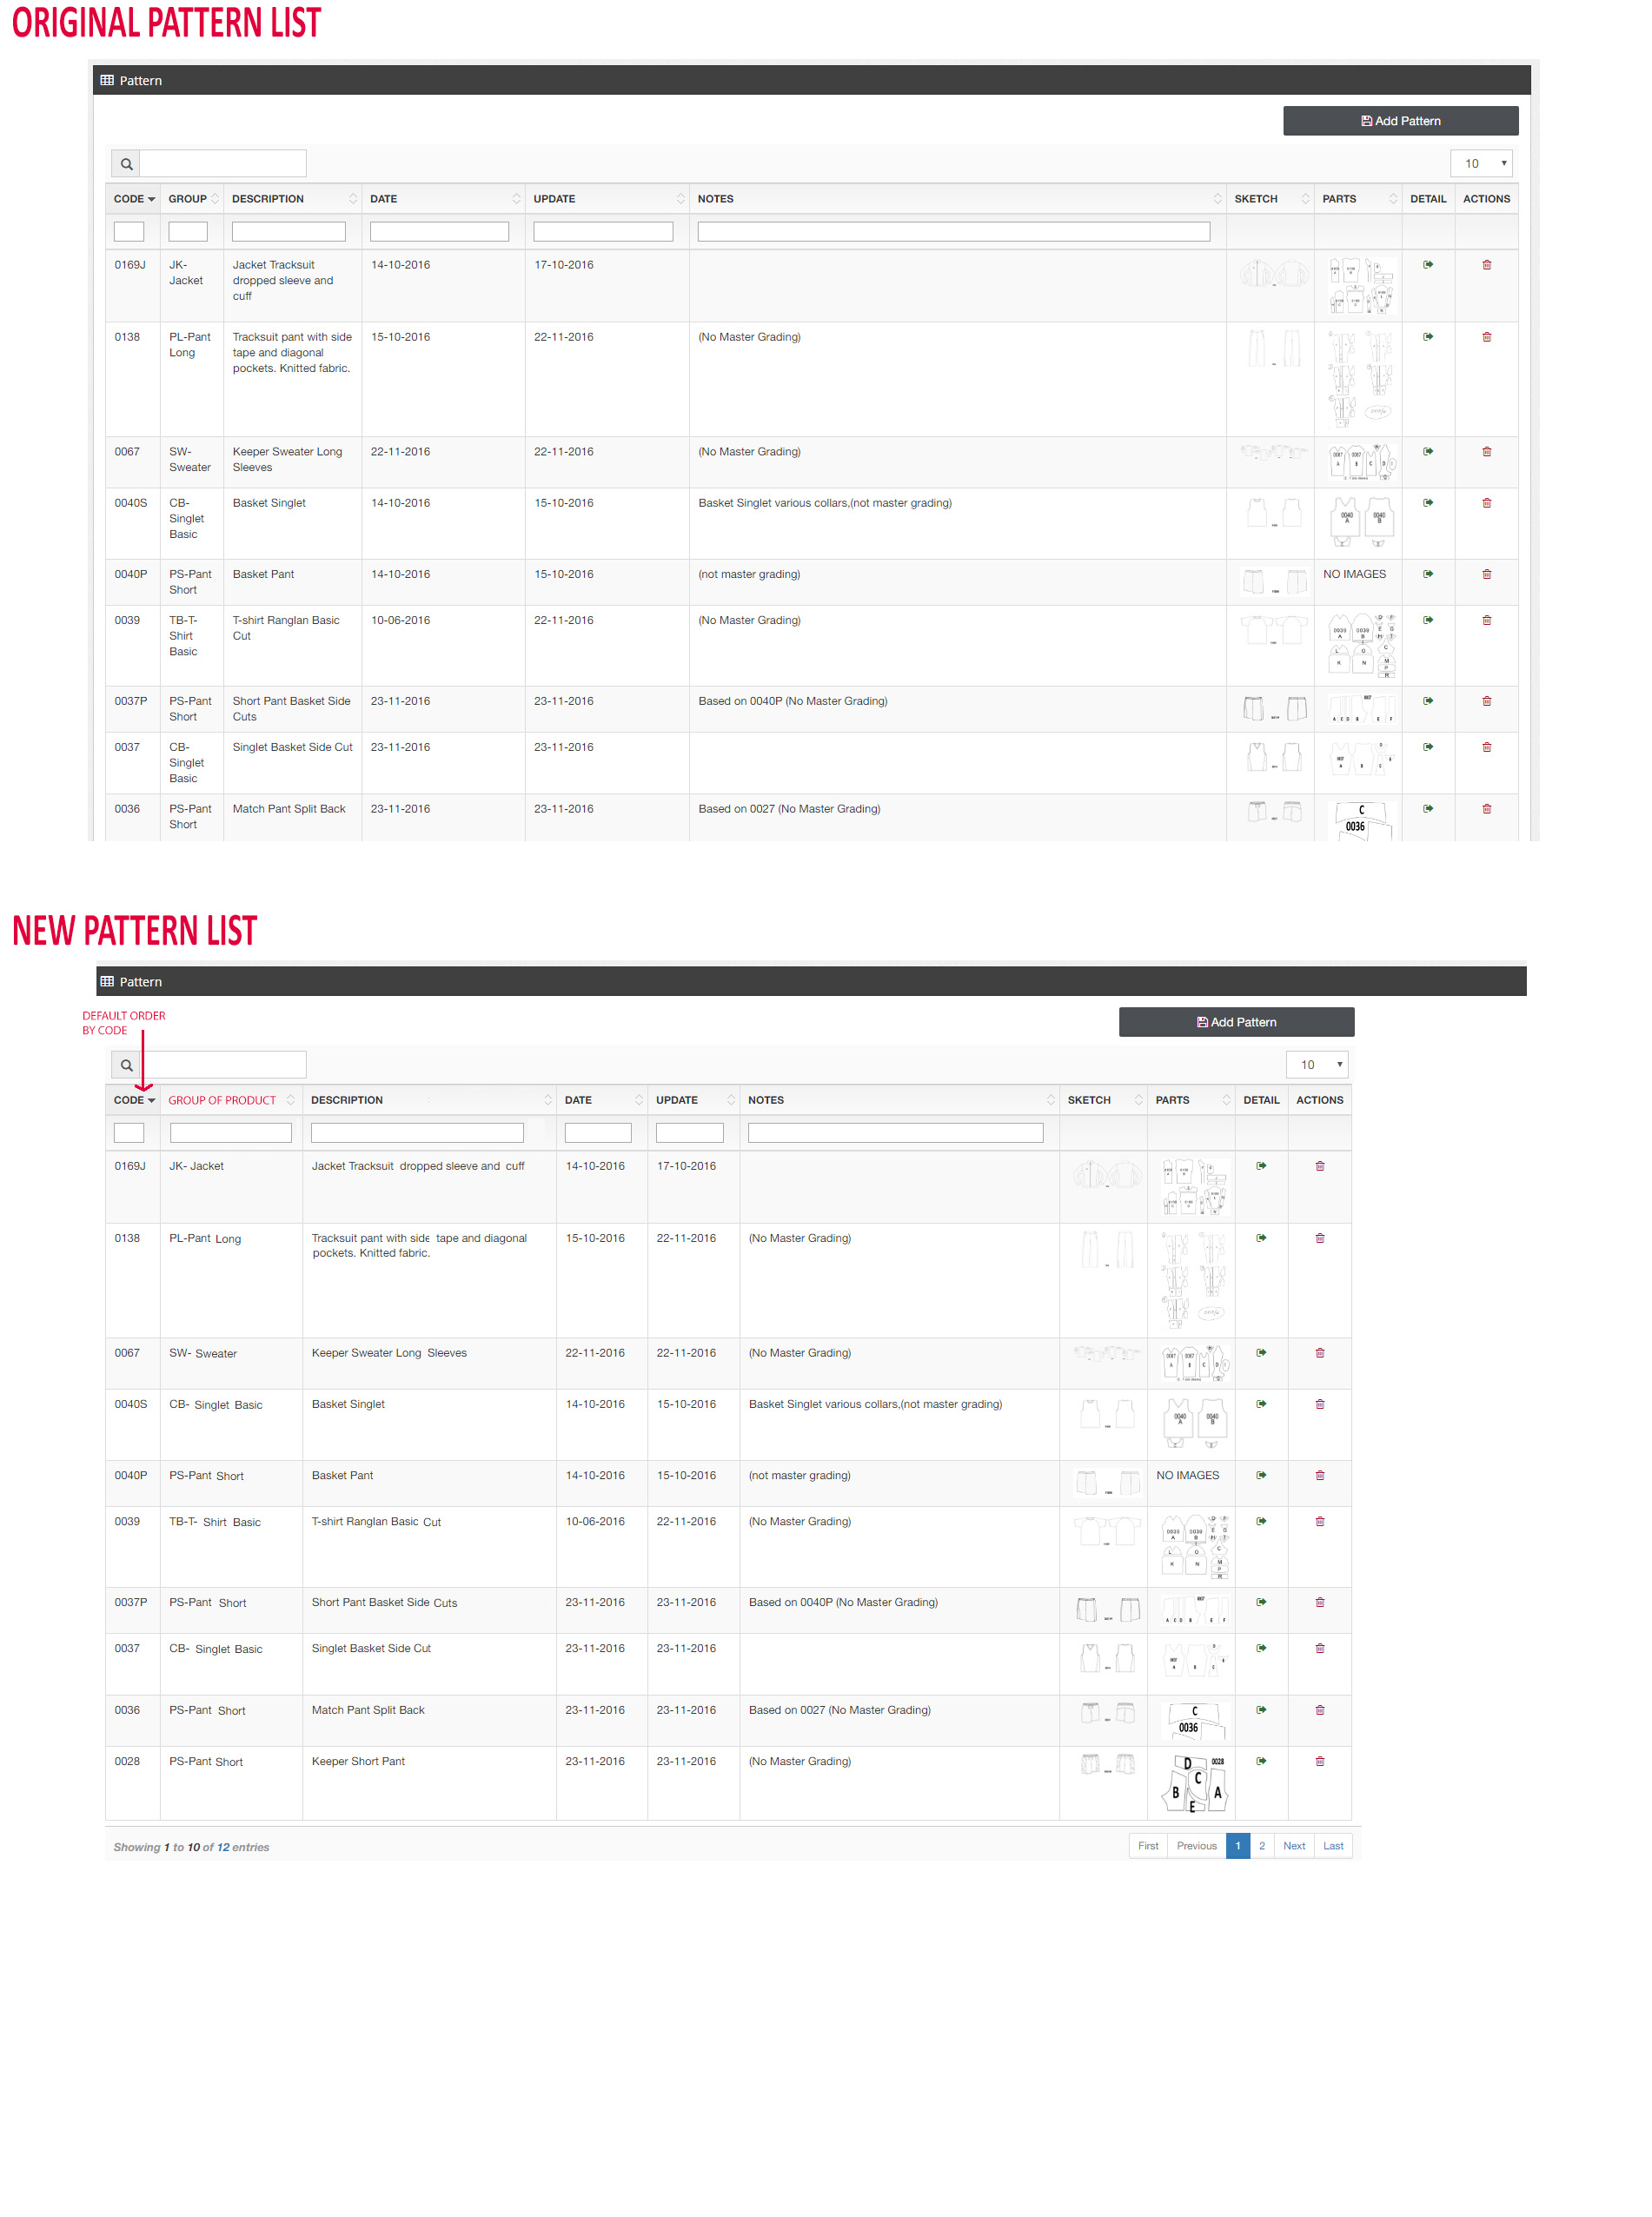 ORIGINAL PATTERN LIST
Pattern
Add Pattern
10
CODE GROUP DESCRIPTION DATE UPDATE NOTES SKETCH PARTS DETAIL ACTIONS
0169J JK- Jacket Tracksuit 14-10-2016 17-10-2016
Jacket dropped sleeve and
cuff
0138 PL-Pant Tracksuit pant with side 15-10-2016 22-11-2016 (No Master Grading)
Long tape and diagonal
pockets. Knitted fabric.
0067 SW- Keeper Sweater Long 22-11-2016 22-11-2016 (No Master Grading)
Sweater Sleeves
0040S CB- Basket Singlet 14-10-2016 15-10-2016 Basket Singlet various collars,(not master grading)
Singlet
Basic
0040P PS-Pant Basket Pant 14-10-2016 15-10-2016 (not master grading) NO IMAGES
Short
0039 TB-T- T-shirt Ranglan Basic 10-06-2016 22-11-2016 (No Master Grading)
Shirt Cut
Basic
0037P PS-Pant Short Pant Basket Side 23-11-2016 23-11-2016 Based on 0040P (No Master Grading)
Short Cuts
0037 CB- Singlet Basket Side Cut 23-11-2016 23-11-2016
Singlet
Basic
0036 PS-Pant Match Pant Split Back 23-11-2016 23-11-2016 Based on 0027 (No Master Grading) C
Short 0036
NEW PATTERN LIST
Pattern
DEFAULT ORDER
BY CODE
Add Pattern
10
CODE GROUP OF PRODUCT DESCRIPTION DATE UPDATE NOTES SKETCH PARTS DETAIL ACTIONS
0169J JK- Jacket Jacket Tracksuit dropped sleeve and cuff 14-10-2016 17-10-2016
0138 PL-Pant Long Tracksuit pant with side tape and diagonal 15-10-2016 22-11-2016 (No Master Grading)
pockets. Knitted fabric.
0067 SW- Sweater Keeper Sweater Long Sleeves 22-11-2016 22-11-2016 (No Master Grading)
0040S CB- Singlet Basic Basket Singlet 14-10-2016 15-10-2016 Basket Singlet various collars,(not master grading)
0040P PS-Pant Short Basket Pant 14-10-2016 15-10-2016 (not master grading) NO IMAGES
0039 TB-T- Shirt Basic T-shirt Ranglan Basic Cut 10-06-2016 22-11-2016 (No Master Grading)
0037P PS-Pant Short Short Pant Basket Side Cuts 23-11-2016 23-11-2016 Based on 0040P (No Master Grading)
0037 CB- Singlet Basic Singlet Basket Side Cut 23-11-2016 23-11-2016
0036 PS-Pant Short Match Pant Split Back 23-11-2016 23-11-2016 Based on 0027 (No Master Grading) C
0036
0028 PS-Pant Short Keeper Short Pant 23-11-2016 23-11-2016 (No Master Grading) D 0028
C
B A
E
Showing 1 to 10 of 12 entries First Previous 1 2 Next Last